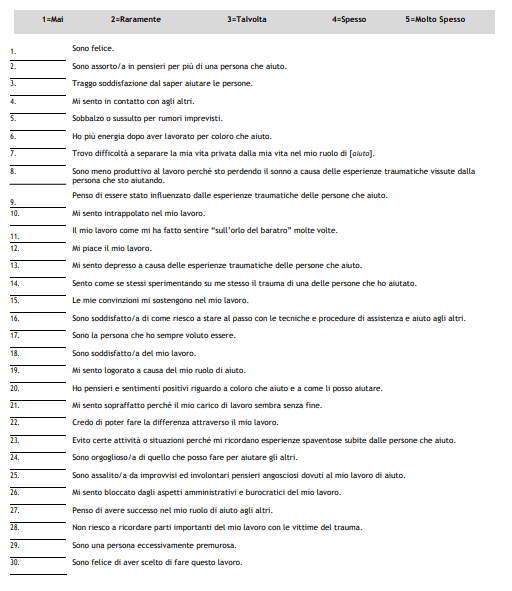 1=Mai 2=Raramente 3=Talvolta 4=Spesso 5=Molto Spesso
1. Sono felice.
2. Sono assorto/a in pensieri per più di una persona che aiuto.
3. Traggo soddisfazione dal saper aiutare le persone.
4. Mi sento in contatto con agli altri.
5. Sobbalzo o sussulto per rumori imprevisti.
6. Ho più energia dopo aver lavorato per coloro che aiuto.
7. Trovo difficoltà a separare la mia vita privata dalla mia vita nel mio ruolo di [aiuto].
8. Sono meno produttivo al lavoro perché sto perdendo il sonno a causa delle esperienze traumatiche vissute dalla
persona che sto aiutando.
9. Penso di essere stato influenzato dalle esperienze traumatiche delle persone che aiuto.
10. Mi sento intrappolato nel mio lavoro.
11. Il mio lavoro come mi ha fatto sentire “sull’orlo del baratro” molte volte.
12. Mi piace il mio lavoro.
13. Mi sento depresso a causa delle esperienze traumatiche delle persone che aiuto.
14. Sento come se stessi sperimentando su me stesso il trauma di una delle persone che ho aiutato.
15. Le mie convinzioni mi sostengono nel mio lavoro.
16. Sono soddisfatto/a di come riesco a stare al passo con le tecniche e procedure di assistenza e aiuto agli altri.
17. Sono la persona che ho sempre voluto essere.
18. Sono soddisfatto/a del mio lavoro.
19. Mi sento logorato a causa del mio ruolo di aiuto.
20. Ho pensieri e sentimenti positivi riguardo a coloro che aiuto e a come li posso aiutare.
21. Mi sento sopraffatto perché il mio carico di lavoro sembra senza fine.
22. Credo di poter fare la differenza attraverso il mio lavoro.
23. Evito certe attività o situazioni perché mi ricordano esperienze spaventose subite dalle persone che aiuto.
24. Sono orgoglioso/a di quello che posso fare per aiutare gli altri.
25. Sono assalito/a da improvvisi ed involontari pensieri angosciosi dovuti al mio lavoro di aiuto.
26. Mi sento bloccato dagli aspetti amministrativi e burocratici del mio lavoro.
27. Penso di avere successo nel mio ruolo di aiuto agli altri.
28. Non riesco a ricordare parti importanti del mio lavoro con le vittime del trauma.
29. Sono una persona eccessivamente premurosa.
30. Sono felice di aver scelto di fare questo lavoro.